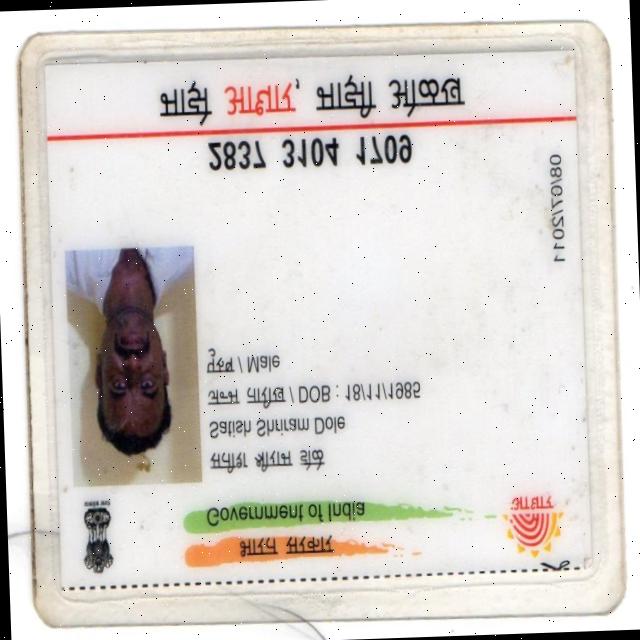 भारत सरकार
Government of India
आधार
सतीश श्रीराम डोळे
Satish Shriram Dole
जन्म तारीख / DOB : 18/11/1985
पुरुष / Male
08/07/2011
2837 3104 1709
माझे आधार, माझी ओळख